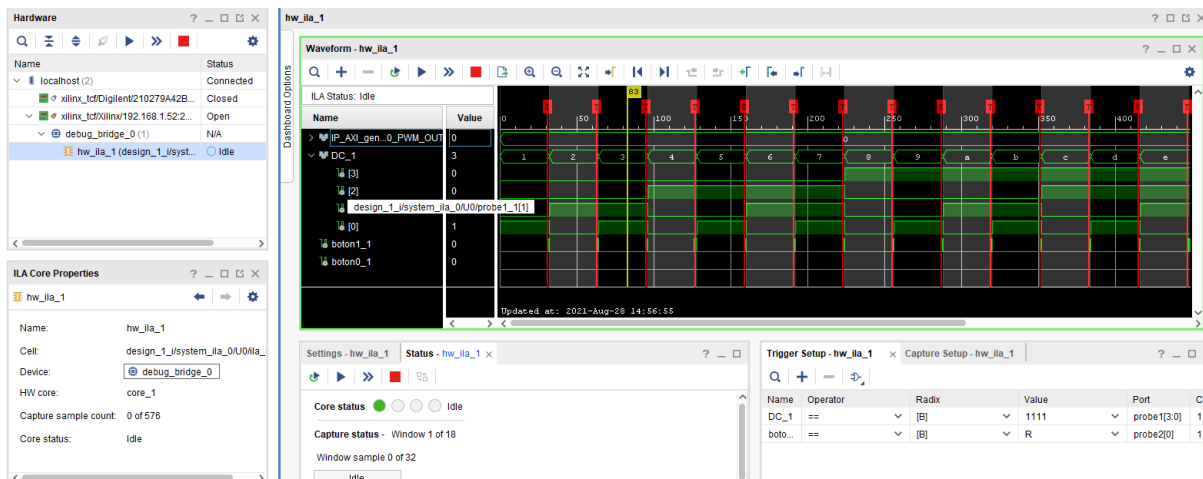 Hardware
Name Status
localhost (2) Connected
xilinx_tcf/Digilent/210279A42B... Closed
xilinx_tcf/Xilinx/192.168.1.52:2... Open
debug_bridge_0 (1) N/A
hw_ila_1 (design_1_i/syst... Idle
ILA Core Properties
hw_ila_1
Name: hw_ila_1
Cell: design_1_i/system_ila_0/U0/ila_
Device: debug_bridge_0
HW core: core_1
Capture sample count: 0 of 576
Core status: Idle
hw_ila_1
Dashboard Options
Waveform - hw_ila_1
ILA Status: Idle
83
Name Value
0 50 100 150 200 250 300 350 400
IP_AXI_gen...0_PWM_OUT 0 0
DC_1 3 1 2 3 4 5 6 7 8 9 a b c d e
[3] 0
[2] 0
design_1_i/system_ila_0/U0/probe1_1[1]
[0] 1
boton1_1 0
boton0_1 0
Updated at: 2021-Aug-28 14:56:55
Settings - hw_ila_1 Status - hw_ila_1
Core status Idle
Capture status - Window 1 of 18
Window sample 0 of 32
Idle
Trigger Setup - hw_ila_1 Capture Setup - hw_ila_1
Name Operator Radix Value Port C
DC_1 == [B] 1111 probe1[3:0] 1
boto... == [B] R probe2[0] 1